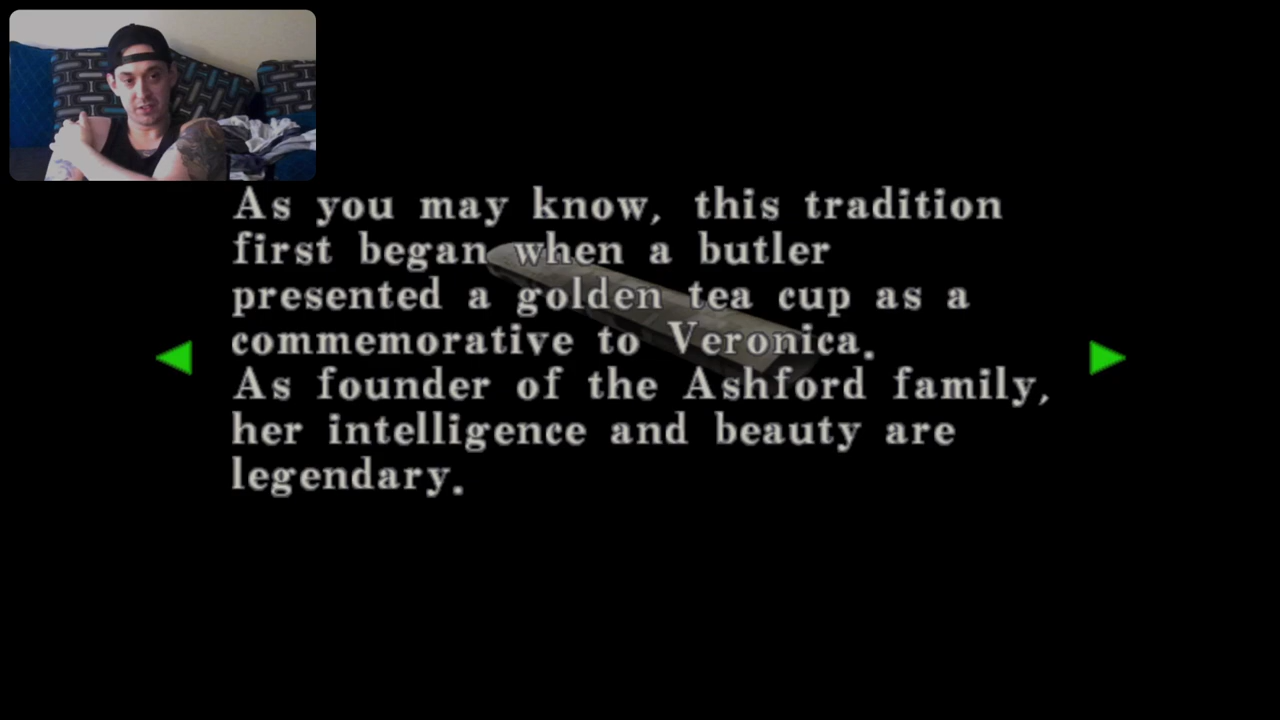 As you may know, this tradition
first began when a butler
presented a golden tea cup as a
commemorative to Veronica.
As founder of the Ashford family,
her intelligence and beauty are
legendary.